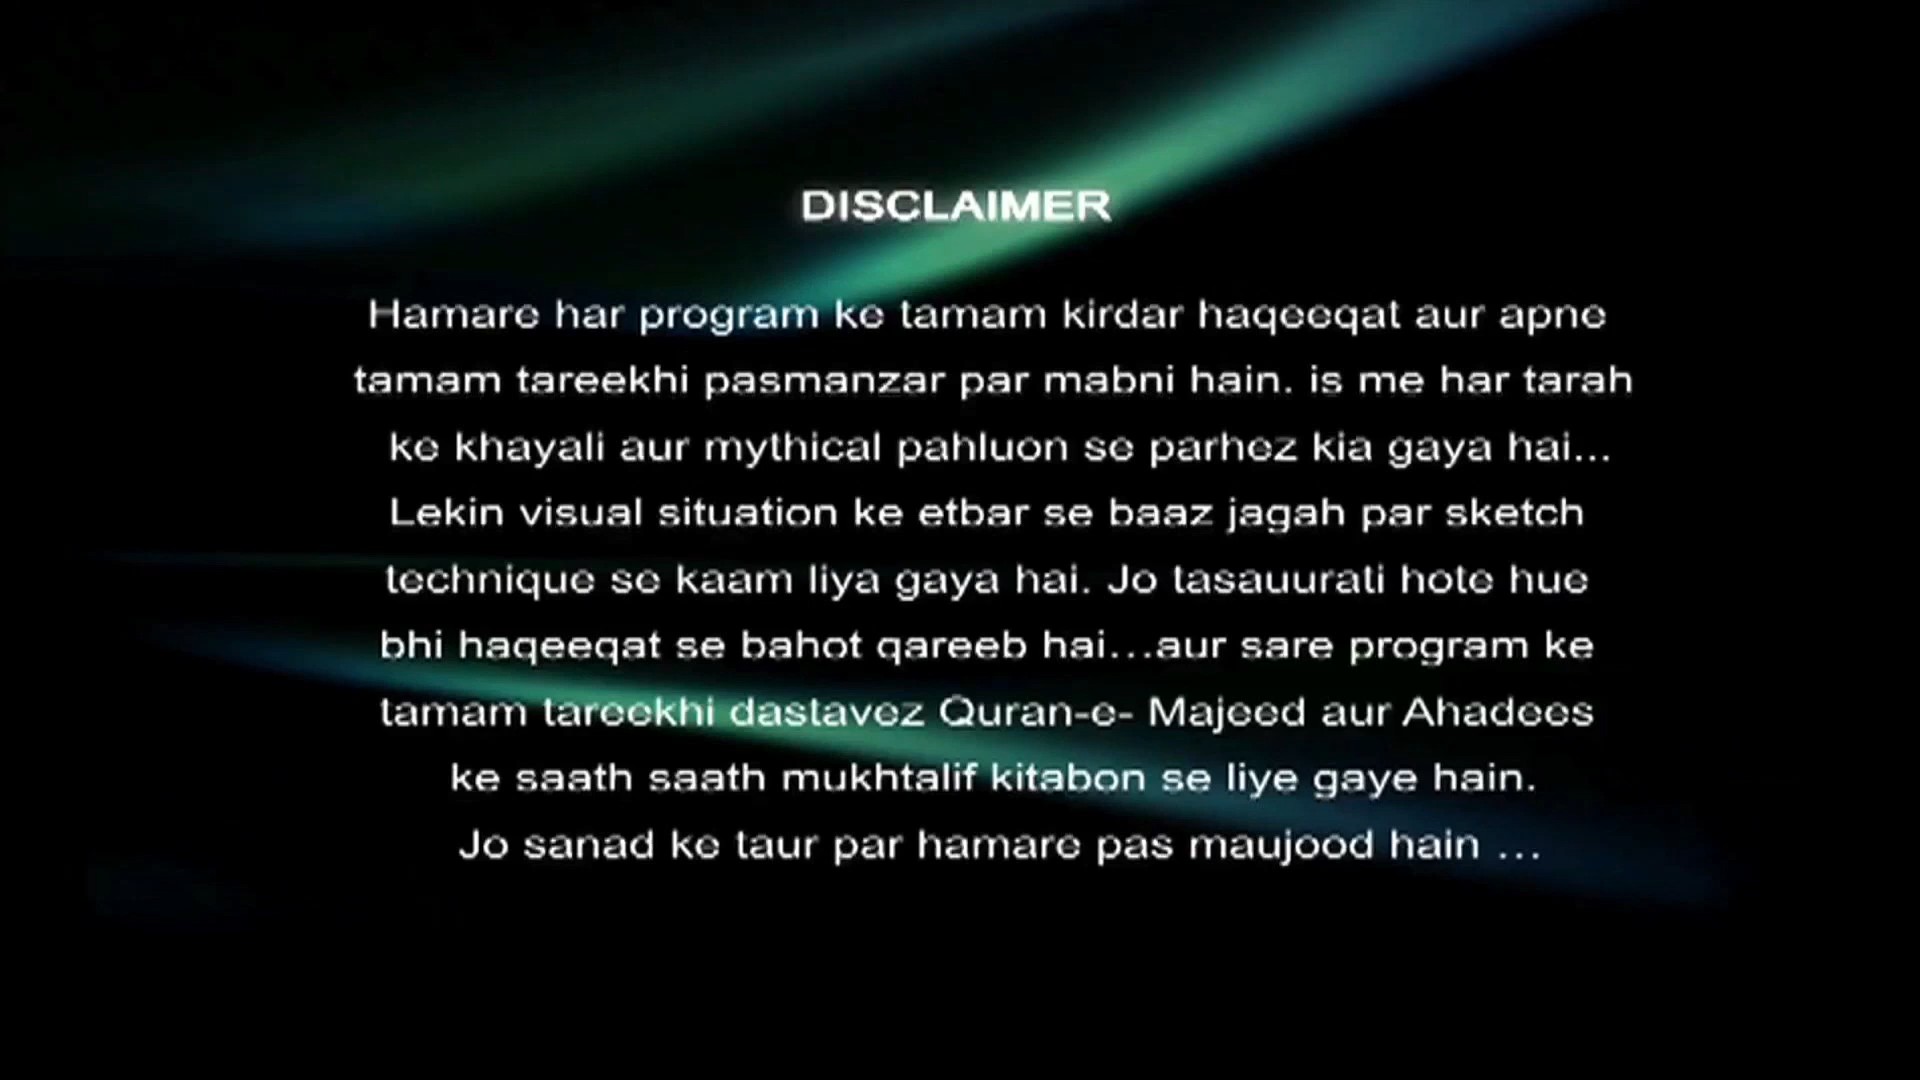 DISCLAIMER
Hamare har program ke tamam kirdar haqeeqat aur apne
tamam tareekhi pasmanzar par mabni hain. is me har tarah
ke khayali aur mythical pahluon se parhez kia gaya hai...
Lekin visual situation ke etbar se baaz jagah par sketch
technique se kaam liya gaya hai. Jo tasauurati hote hue
bhi haqeeqat se bahot qareeb hai...aur sare program ke
tamam tareekhi dastavez Quran-e- Majeed aur Ahadees
ke saath saath mukhtalif kitabon se liye gaye hain.
Jo sanad ke taur par hamare pas maujood hain ...